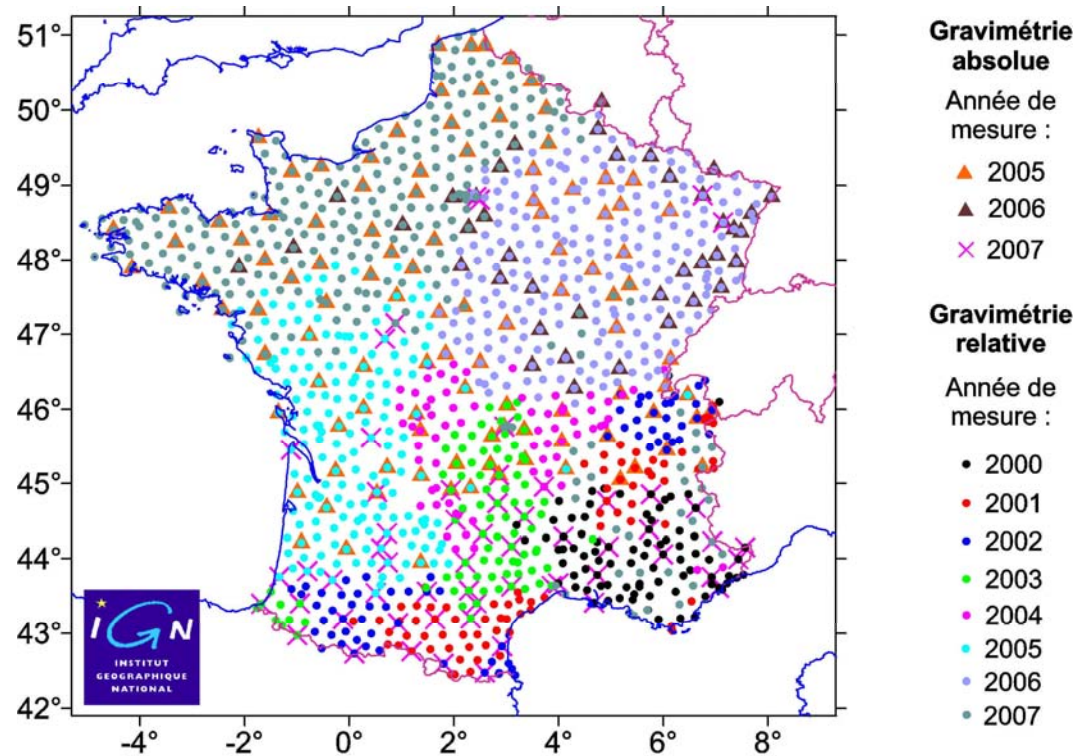 51°
50°
49°
48°
47°
46°
45°
44°
43°
42°
-4° -2° 0° 2° 4° 6° 8°
IGN
INSTITUT
GEOGRAPHIQUE
NATIONAL
Gravimétrie
absolue
Année de
mesure :
2005
2006
2007
Gravimétrie
relative
Année de
mesure :
2000
2001
2002
2003
2004
2005
2006
2007